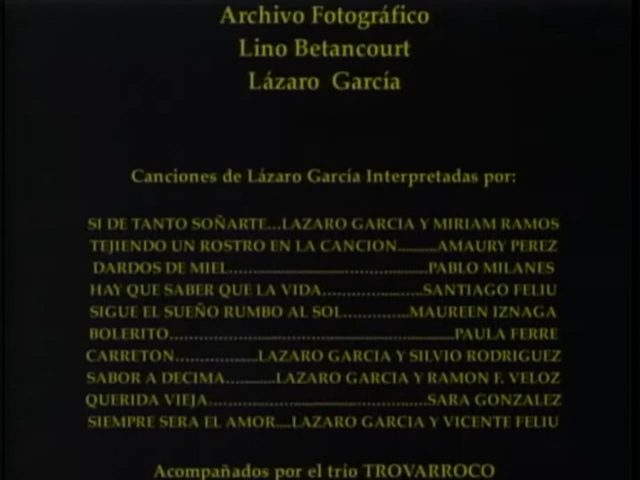 Archivo Fotográfico
Lino Betancourt
Lázaro García
Canciones de Lázaro García Interpretadas por:
SI DE TANTO SOÑARTE...LAZARO GARCIA Y MIRIAM RAMOS
TEJIENDO UN ROSTRO EN LA CANCION..........AMAURY PEREZ
DARDOS DE MIEL..............................................PABLO MILANES
HAY QUE SABER QUE LA VIDA.......................SANTIAGO FELIU
SIGUE EL SUEÑO RUMBO AL SOL...............MAUREEN IZNAGA
BOLERITO................................................................PAULA FERRE
CARRETON..................LAZARO GARCIA Y SILVIO RODRIGUEZ
SABOR A DECIMA............LAZARO GARCIA Y RAMON F. VELOZ
QUERIDA VIEJA.................................................SARA GONZALEZ
SIEMPRE SERA EL AMOR....LAZARO GARCIA Y VICENTE FELIU
Acompañados por el trío TROVARROCO